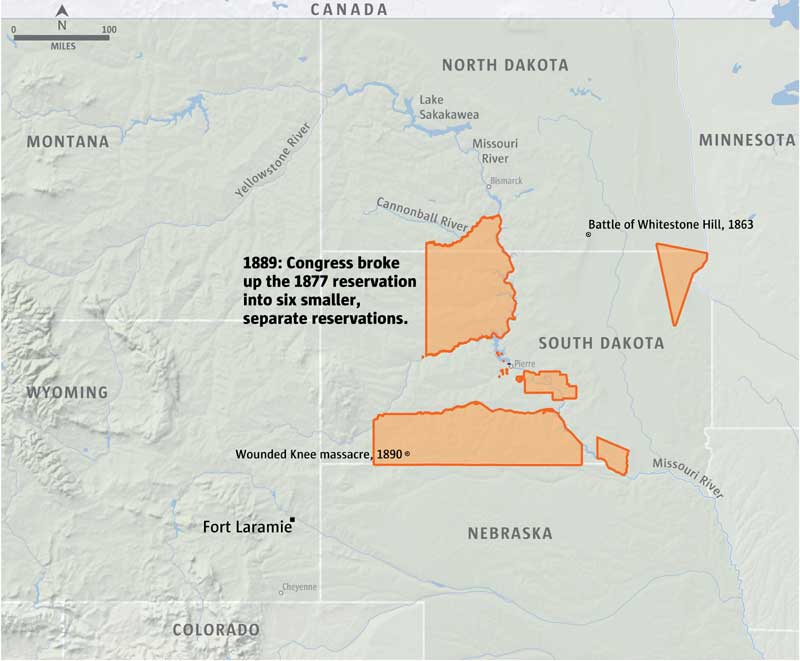 CANADA
N
0 100
MILES
NORTH DAKOTA
Lake
Sakakawea
MONTANA
MINNESOTA
Missouri
River
Yellowstone River
Bismarck
Cannonball River
Battle of Whitestone Hill, 1863
1889: Congress broke
up the 1877 reservation
into six smaller,
separate reservations.
SOUTH DAKOTA
Pierre
WYOMING
Wounded Knee massacre, 1890
Missouri River
Fort Laramie
NEBRASKA
Cheyenne
COLORADO